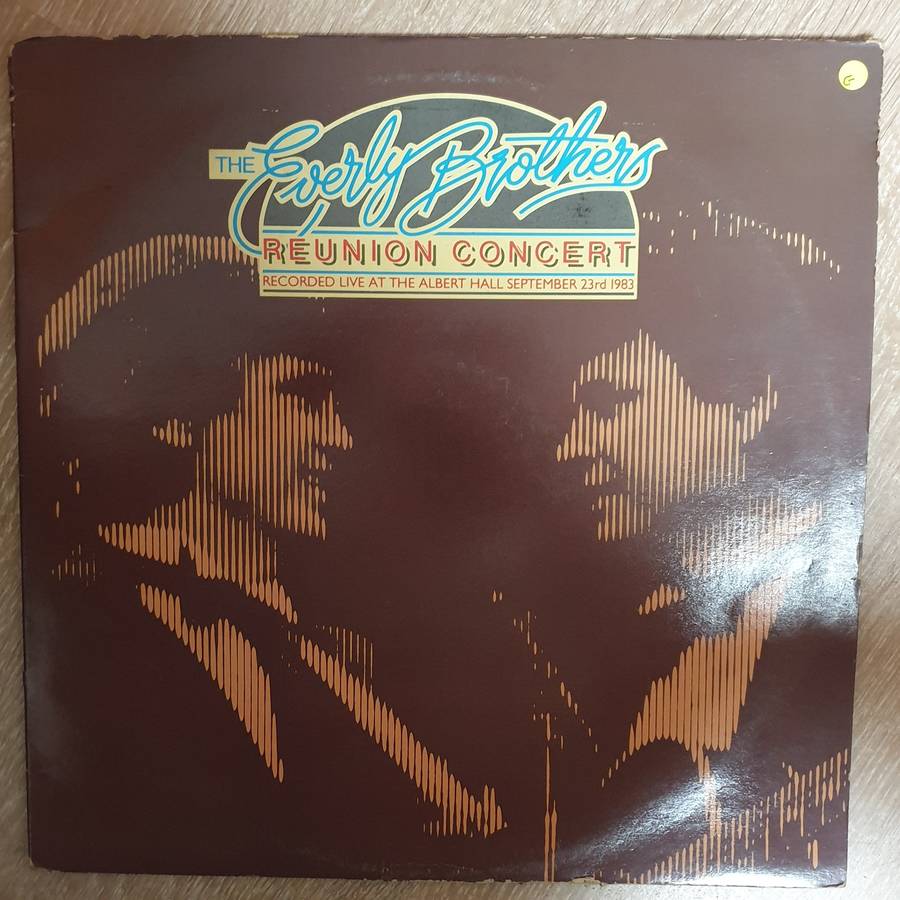 THE Everly Brothers
REUNION CONCERT
RECORDED LIVE AT THE ALBERT HALL SEPTEMBER 23rd 1983
G